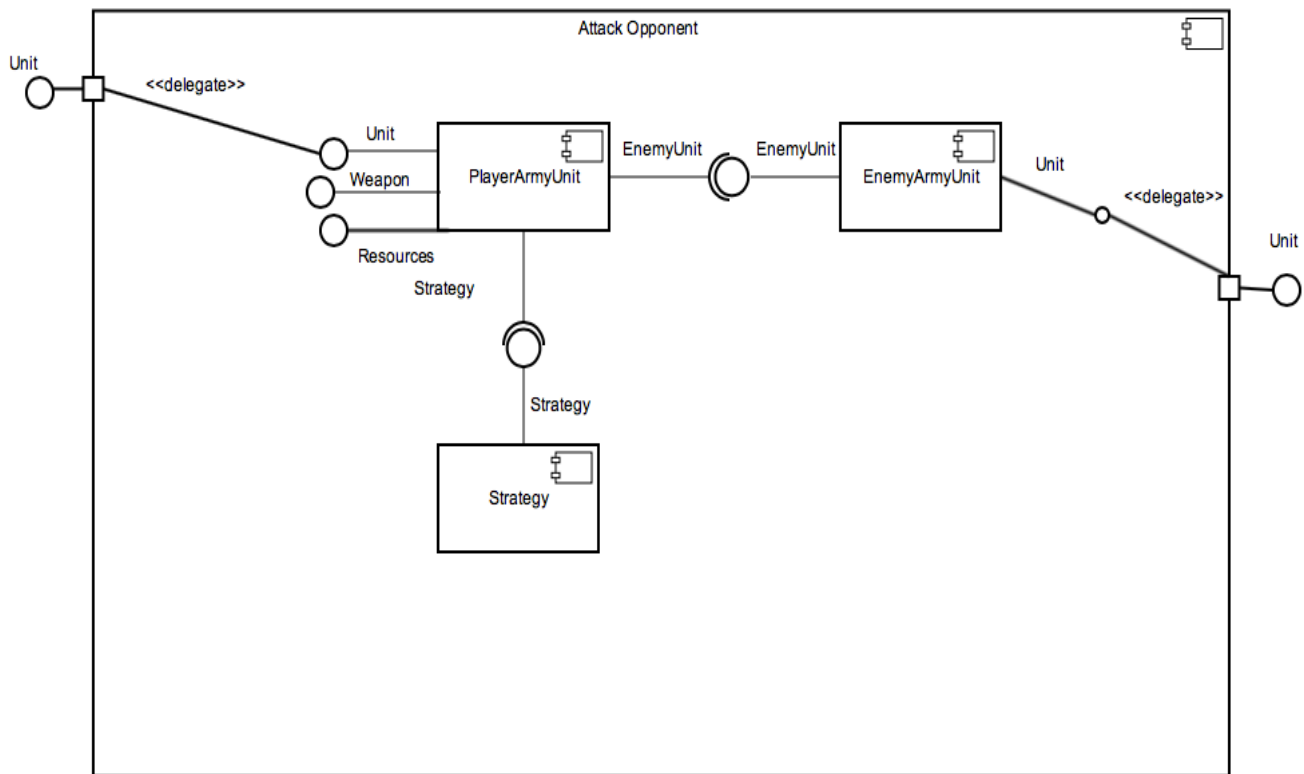 Attack Opponent
Unit
<<delegate>>
Unit
Weapon
Resources
PlayerArmyUnit
EnemyUnit
EnemyUnit
EnemyArmyUnit
Unit
<<delegate>>
Unit
Strategy
Strategy
Strategy